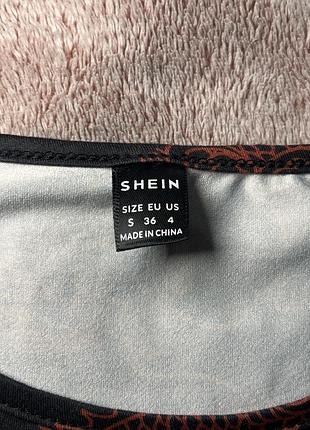 SHEIN
SIZE EU US
S 36 4
MADE IN CHINA